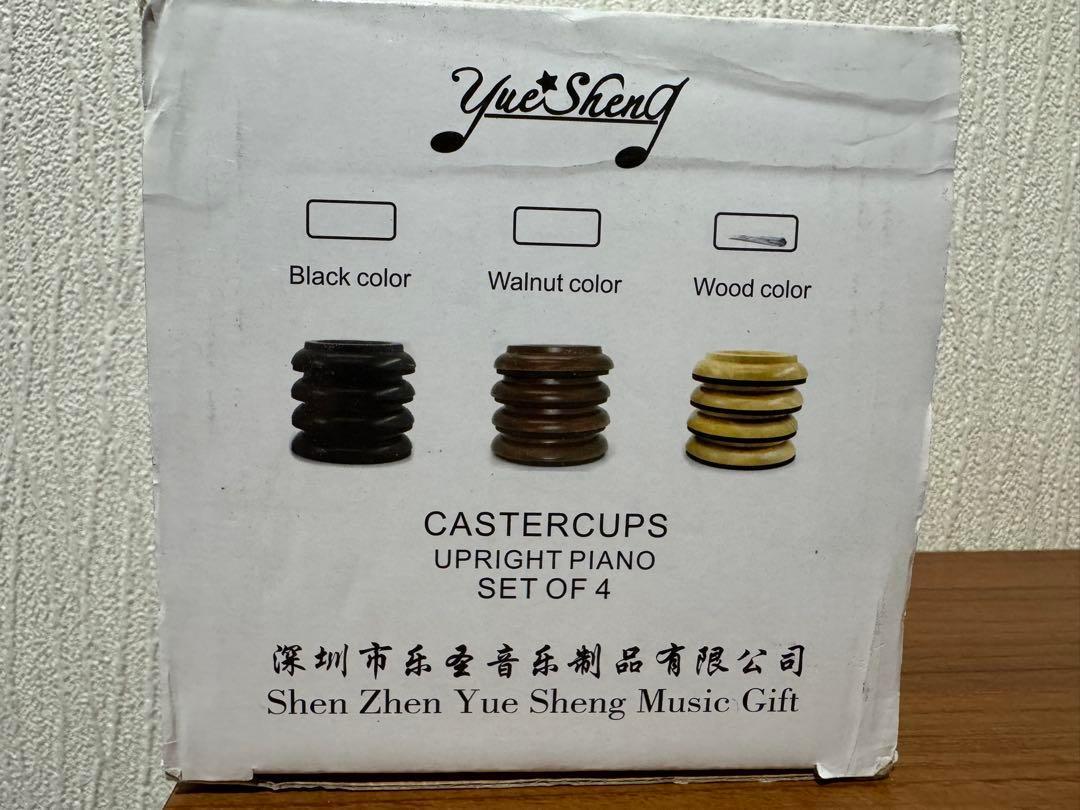 YueSheng
Black color
Walnut color
Wood color
CASTERCUPS
UPRIGHT PIANO
SET OF 4
深圳市乐圣音乐制品有限公司
Shen Zhen Yue Sheng Music Gift